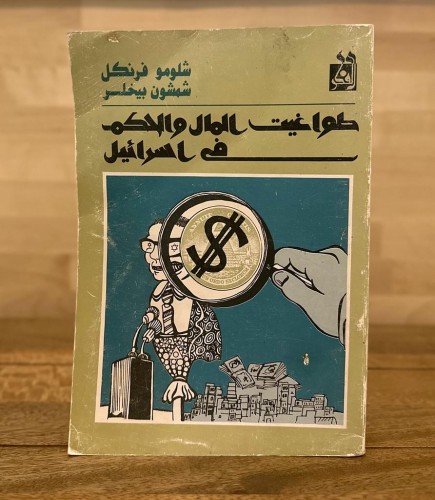 شلومو فرنكل
شمشون بيخلر
طواغيت المال والحكم
في اسرائيل
$